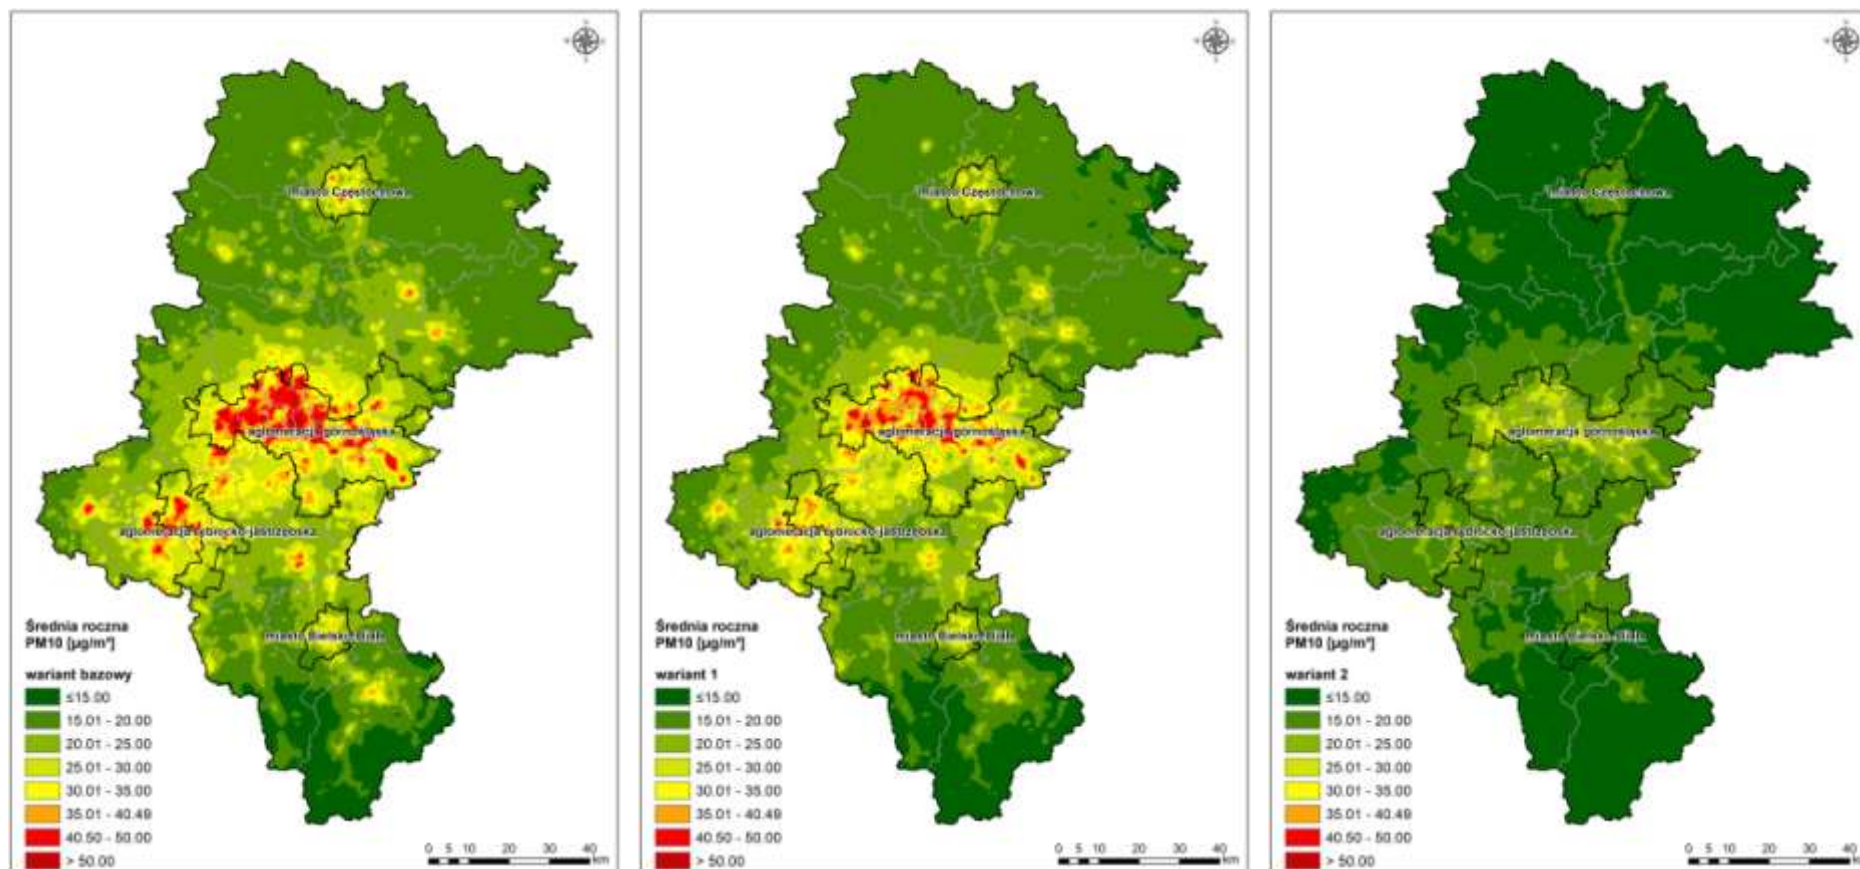 miasto Częstochowa
aglomeracja górnośląska
aglomeracja rybnicko-jastrzębska
miasto Bielsko-Biała
Średnia roczna
PM10 [µg/m³]
wariant bazowy
≤15.00
15.01 - 20.00
20.01 - 25.00
25.01 - 30.00
30.01 - 35.00
35.01 - 40.49
40.50 - 50.00
> 50.00
0 5 10 20 30 40
km
miasto Częstochowa
aglomeracja górnośląska
aglomeracja rybnicko-jastrzębska
miasto Bielsko-Biała
Średnia roczna
PM10 [µg/m³]
wariant 1
≤15.00
15.01 - 20.00
20.01 - 25.00
25.01 - 30.00
30.01 - 35.00
35.01 - 40.49
40.50 - 50.00
> 50.00
0 5 10 20 30 40
km
miasto Częstochowa
aglomeracja górnośląska
aglomeracja rybnicko-jastrzębska
miasto Bielsko-Biała
Średnia roczna
PM10 [µg/m³]
wariant 2
≤15.00
15.01 - 20.00
20.01 - 25.00
25.01 - 30.00
30.01 - 35.00
35.01 - 40.49
40.50 - 50.00
> 50.00
0 5 10 20 30 40